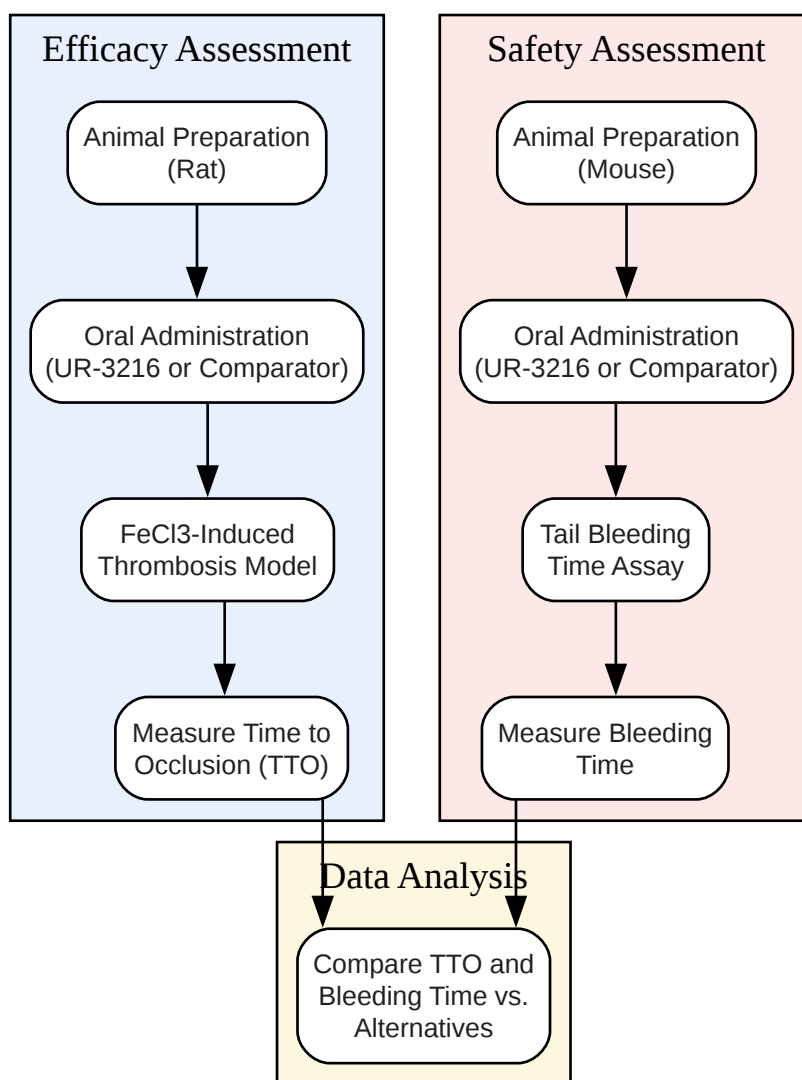 Efficacy Assessment
Animal Preparation
(Rat)
Oral Administration
(UR-3216 or Comparator)
FeCl3-Induced
Thrombosis Model
Measure Time to
Occlusion (TTO)
Safety Assessment
Animal Preparation
(Mouse)
Oral Administration
(UR-3216 or Comparator)
Tail Bleeding
Time Assay
Measure Bleeding
Time
Data Analysis
Compare TTO and
Bleeding Time vs.
Alternatives